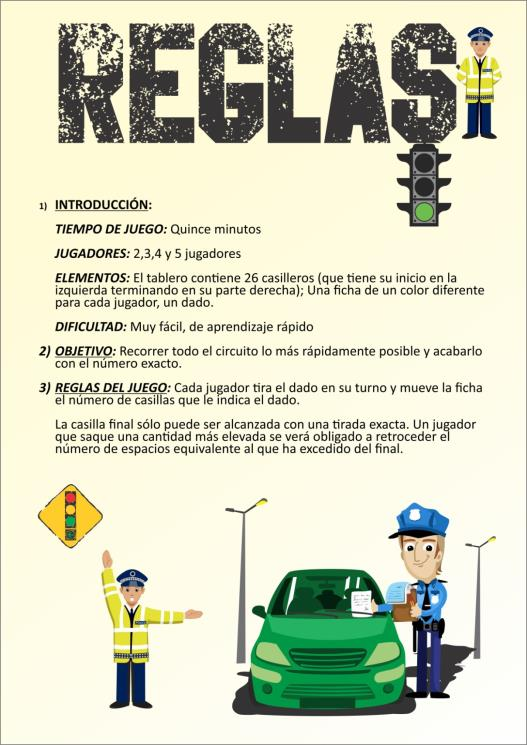 REGLAS
1) INTRODUCCIÓN:
TIEMPO DE JUEGO: Quince minutos
JUGADORES: 2,3,4 y 5 jugadores
ELEMENTOS: El tablero contiene 26 casilleros (que tiene su inicio en la
izquierda terminando en su parte derecha); Una ficha de un color diferente
para cada jugador, un dado.
DIFICULTAD: Muy fácil, de aprendizaje rápido
2) OBJETIVO: Recorrer todo el circuito lo más rápidamente posible y acabarlo
con el número exacto.
3) REGLAS DEL JUEGO: Cada jugador tira el dado en su turno y mueve la ficha
el número de casillas que le indica el dado.
La casilla final sólo puede ser alcanzada con una tirada exacta. Un jugador
que saque una cantidad más elevada se verá obligado a retroceder el
número de espacios equivalente al que ha excedido del final.